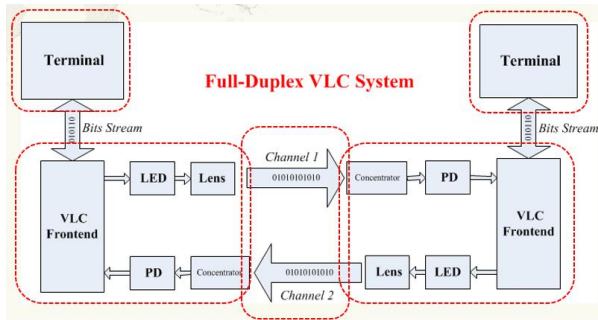 Terminal
Terminal
Full-Duplex VLC System
010110
Bits Stream
010110
Bits Stream
Channel 1
01010101010
LED
Lens
Concentrator
PD
VLC
Frontend
VLC
Frontend
PD
Concentrator
01010101010
Lens
LED
Channel 2